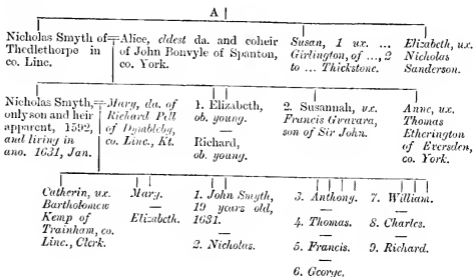 A
Nicholas Smyth of
Thedlethorpe in
co. Linc.
Alice, eldest da. and coheir
of John Bonvyle of Spanton,
co. York.
Susan, 1 ux. ...
Girlington, of ..., 2
to ... Thickstone.
Elizabeth, ux.
Nicholas
Sanderson.
Nicholas Smyth,
only son and heir
apparent, 1592,
and living in
ano. 1631, Jan.
Mary, da. of
Richard Pell
of Dymbleby,
co. Linc., Kt.
1. Elizabeth,
ob. young.
—
Richard,
ob. young.
2. Susannah, ux.
Francis Gravara,
son of Sir John.
Anne, ux.
Thomas
Etherington
of Eversden,
co. York.
Catherin, ux.
Bartholomew
Kemp of
Trainham, co.
Linc., Clerk.
Mary.
—
Elizabeth.
1. John Smyth,
19 years old,
1631.
—
2. Nicholas.
3. Anthony.
—
4. Thomas.
—
5. Francis.
—
6. George.
7. William.
—
8. Charles.
—
9. Richard.